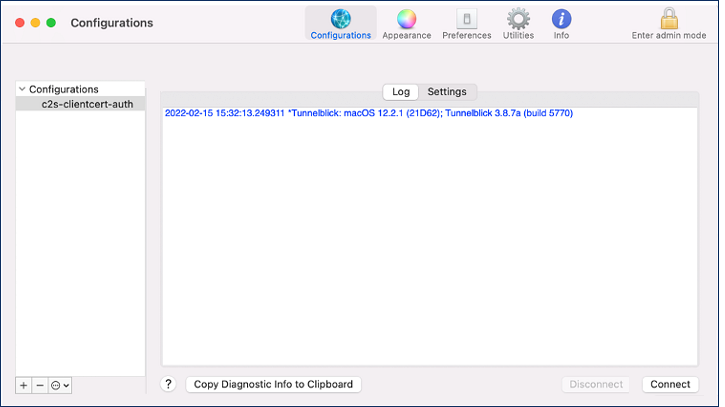 Configurations
Configurations
Appearance
Preferences
Utilities
Info
Enter admin mode
Configurations
c2s-clientcert-auth
Log
Settings
2022-02-15 15:32:13.249311 *Tunnelblick: macOS 12.2.1 (21D62); Tunnelblick 3.8.7a (build 5770)
+
−
?
Copy Diagnostic Info to Clipboard
Disconnect
Connect